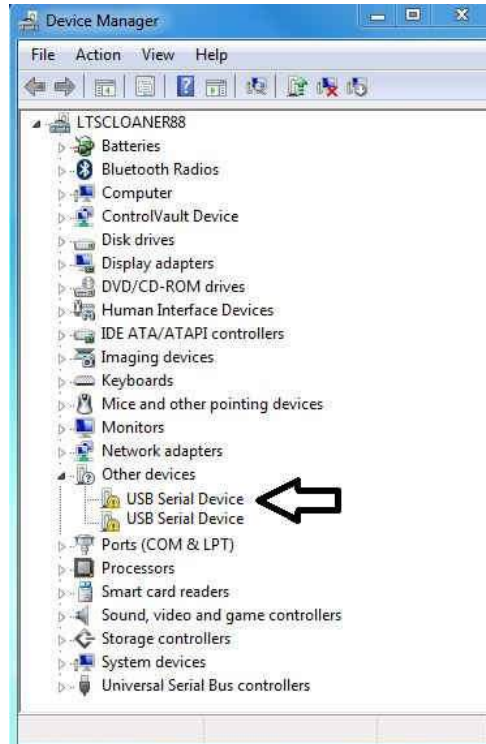 Device Manager
File Action View Help
LTSCLOANER88
Batteries
Bluetooth Radios
Computer
ControlVault Device
Disk drives
Display adapters
DVD/CD-ROM drives
Human Interface Devices
IDE ATA/ATAPI controllers
Imaging devices
Keyboards
Mice and other pointing devices
Monitors
Network adapters
Other devices
USB Serial Device
USB Serial Device
Ports (COM & LPT)
Processors
Smart card readers
Sound, video and game controllers
Storage controllers
System devices
Universal Serial Bus controllers